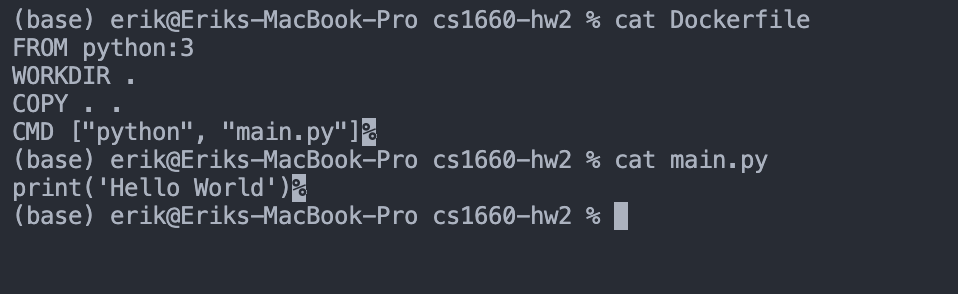 (base) erik@Eriks-MacBook-Pro cs1660-hw2 % cat Dockerfile
FROM python:3
WORKDIR .
COPY . .
CMD ["python", "main.py"]%
(base) erik@Eriks-MacBook-Pro cs1660-hw2 % cat main.py
print('Hello World')%
(base) erik@Eriks-MacBook-Pro cs1660-hw2 %